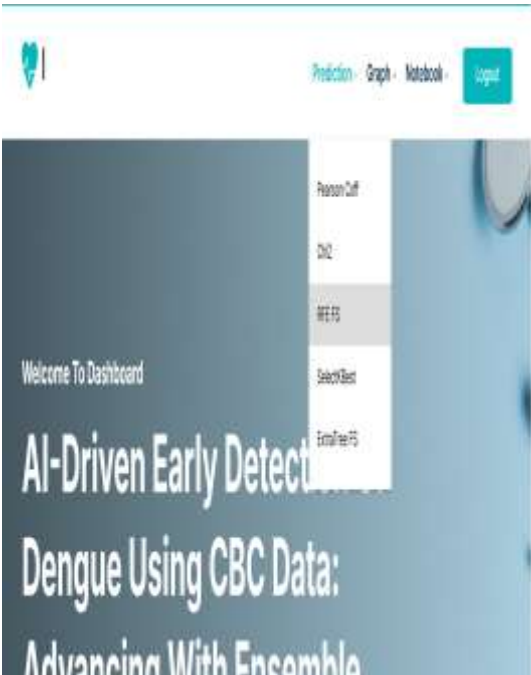 Prediction Graph Notebook Logout
Pearson Coff
Chi2
RFE FS
SelectKBest
ExtraTree FS
Welcome To Dashboard
AI-Driven Early Detect
Dengue Using CBC Data:
Advancing With Ensemble